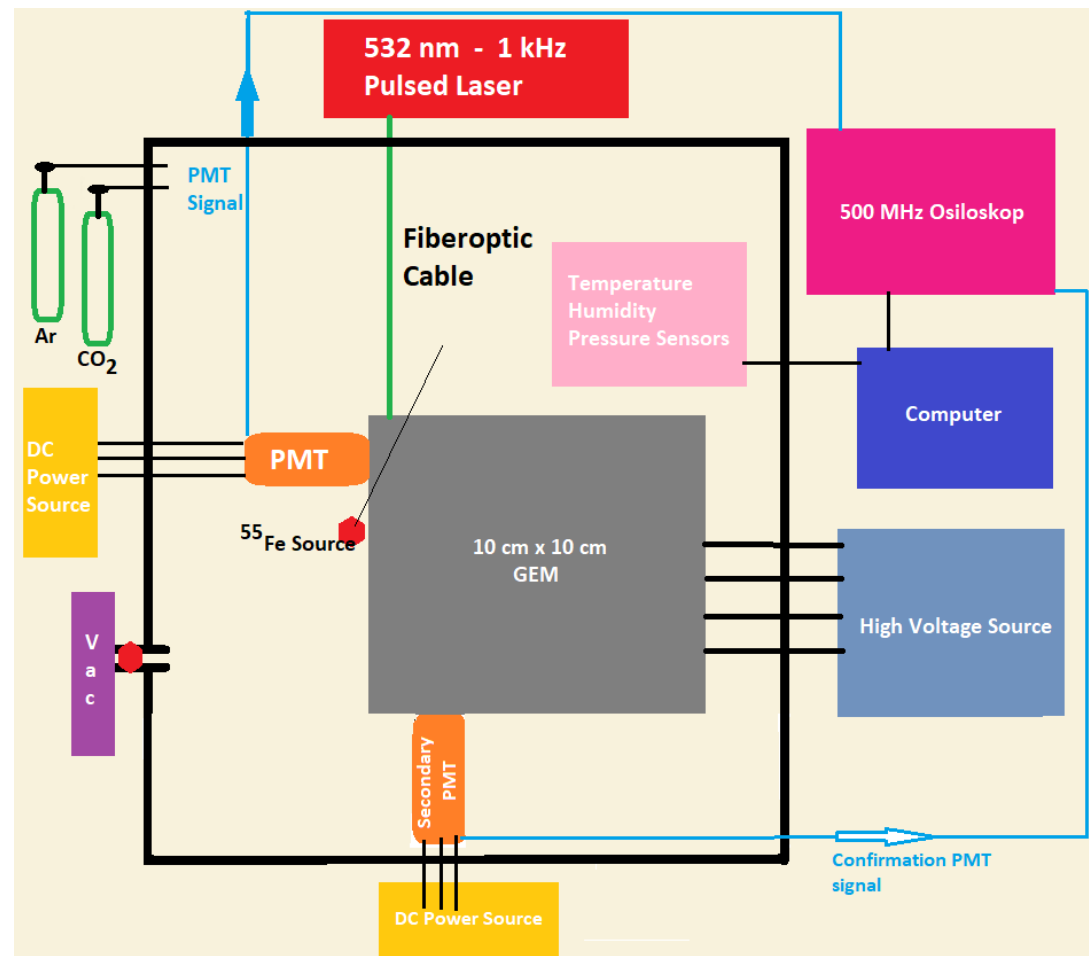 532 nm - 1 kHz
Pulsed Laser
PMT
Signal
500 MHz Osiloskop
Fiberoptic
Cable
Temperature
Humidity
Pressure Sensors
Ar
CO2
Computer
DC
Power
Source
PMT
55Fe Source
10 cm x 10 cm
GEM
High Voltage Source
V
a
c
Secondary
PMT
Confirmation PMT
signal
DC Power Source